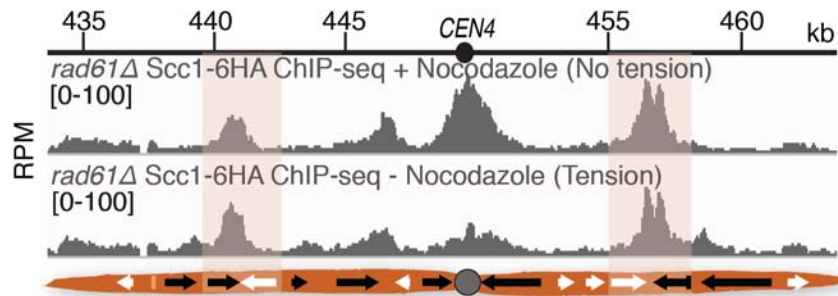 435 440 445 CEN4 455 460 kb
rad61Δ Scc1-6HA ChIP-seq + Nocodazole (No tension)
[0-100]
RPM
rad61Δ Scc1-6HA ChIP-seq - Nocodazole (Tension)
[0-100]